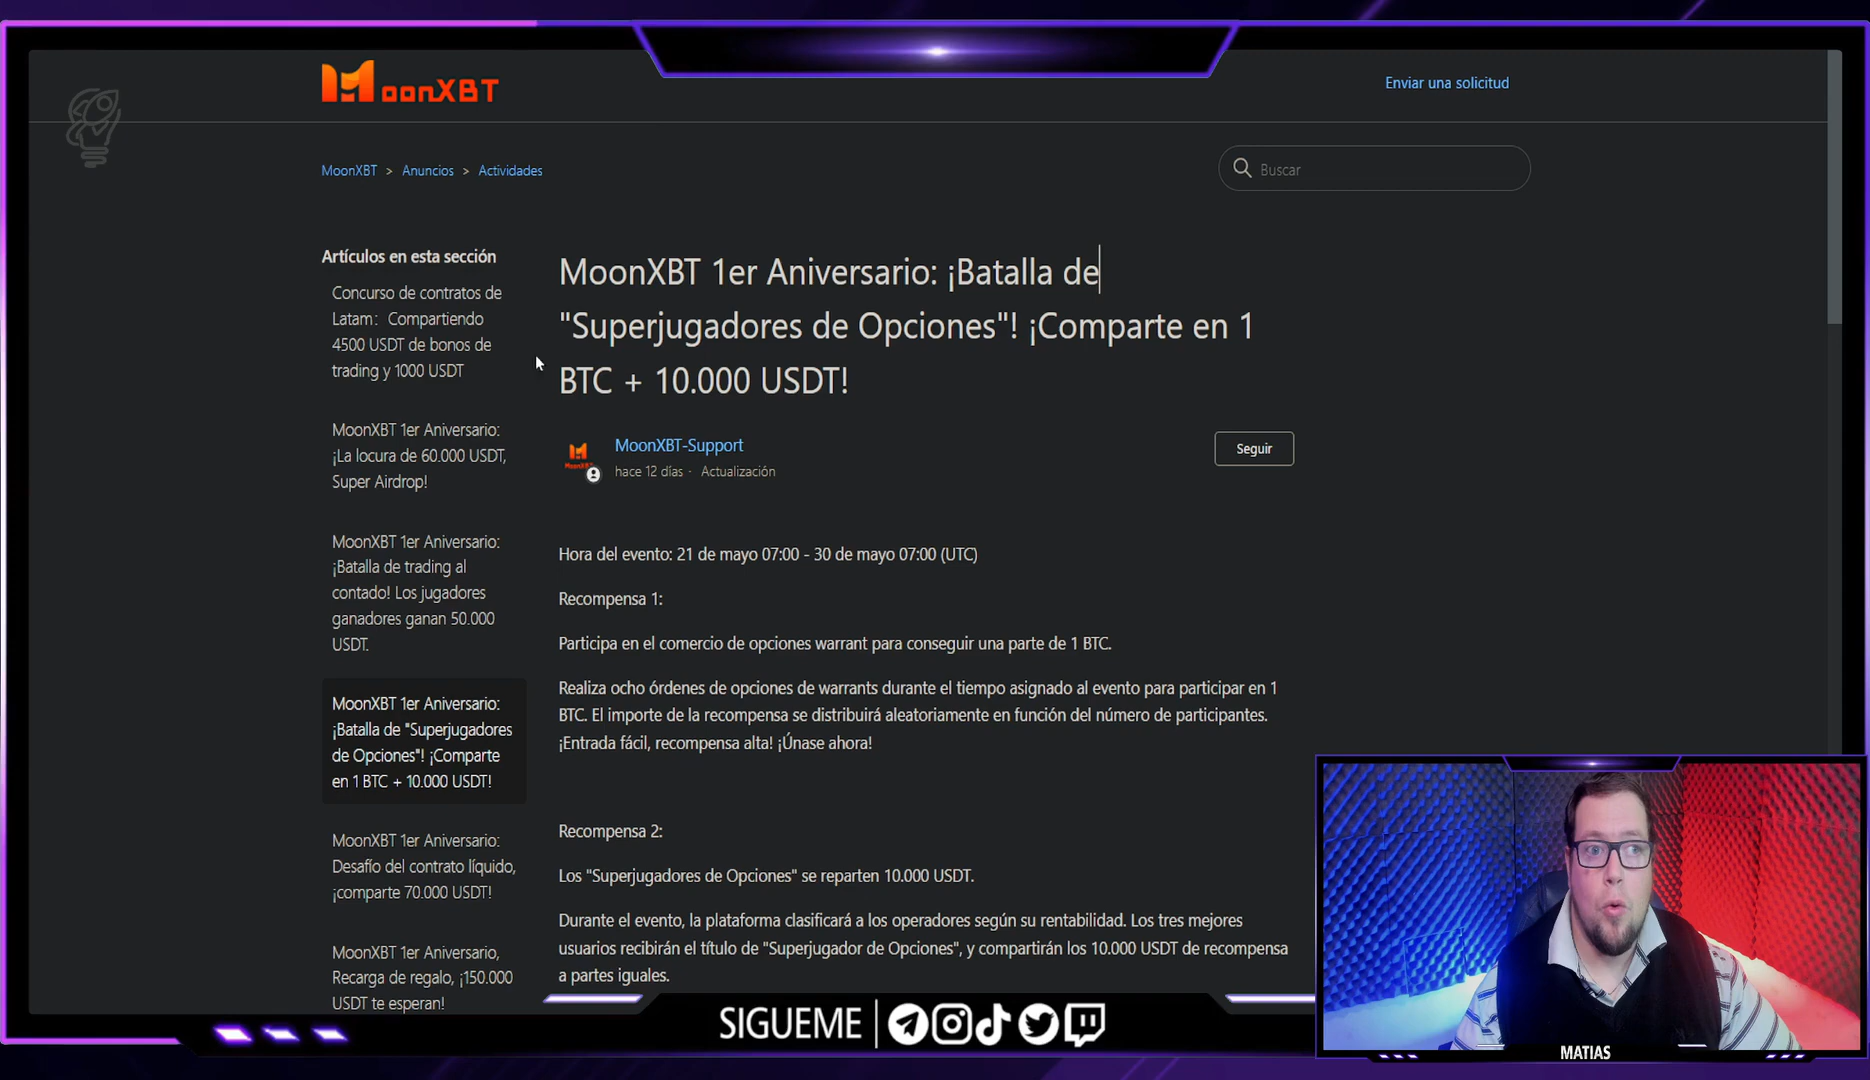 MoonXBT
Enviar una solicitud
MoonXBT > Anuncios > Actividades
Buscar
Artículos en esta sección
Concurso de contratos de
Latam: Compartiendo
4500 USDT de bonos de
trading y 1000 USDT
MoonXBT 1er Aniversario:
¡La locura de 60.000 USDT,
Super Airdrop!
MoonXBT 1er Aniversario:
¡Batalla de trading al
contado! Los jugadores
ganadores ganan 50.000
USDT.
MoonXBT 1er Aniversario:
¡Batalla de "Superjugadores
de Opciones"! ¡Comparte
en 1 BTC + 10.000 USDT!
MoonXBT 1er Aniversario:
Desafío del contrato líquido,
¡comparte 70.000 USDT!
MoonXBT 1er Aniversario,
Recarga de regalo, ¡150.000
USDT te esperan!
MoonXBT 1er Aniversario: ¡Batalla de
"Superjugadores de Opciones"! ¡Comparte en 1
BTC + 10.000 USDT!
MoonXBT-Support
hace 12 días · Actualización
Seguir
Hora del evento: 21 de mayo 07:00 - 30 de mayo 07:00 (UTC)
Recompensa 1:
Participa en el comercio de opciones warrant para conseguir una parte de 1 BTC.
Realiza ocho órdenes de opciones de warrants durante el tiempo asignado al evento para participar en 1
BTC. El importe de la recompensa se distribuirá aleatoriamente en función del número de participantes.
¡Entrada fácil, recompensa alta! ¡Únase ahora!
Recompensa 2:
Los "Superjugadores de Opciones" se reparten 10.000 USDT.
Durante el evento, la plataforma clasificará a los operadores según su rentabilidad. Los tres mejores
usuarios recibirán el título de "Superjugador de Opciones", y compartirán los 10.000 USDT de recompensa
a partes iguales.
SIGUEME
MATIAS